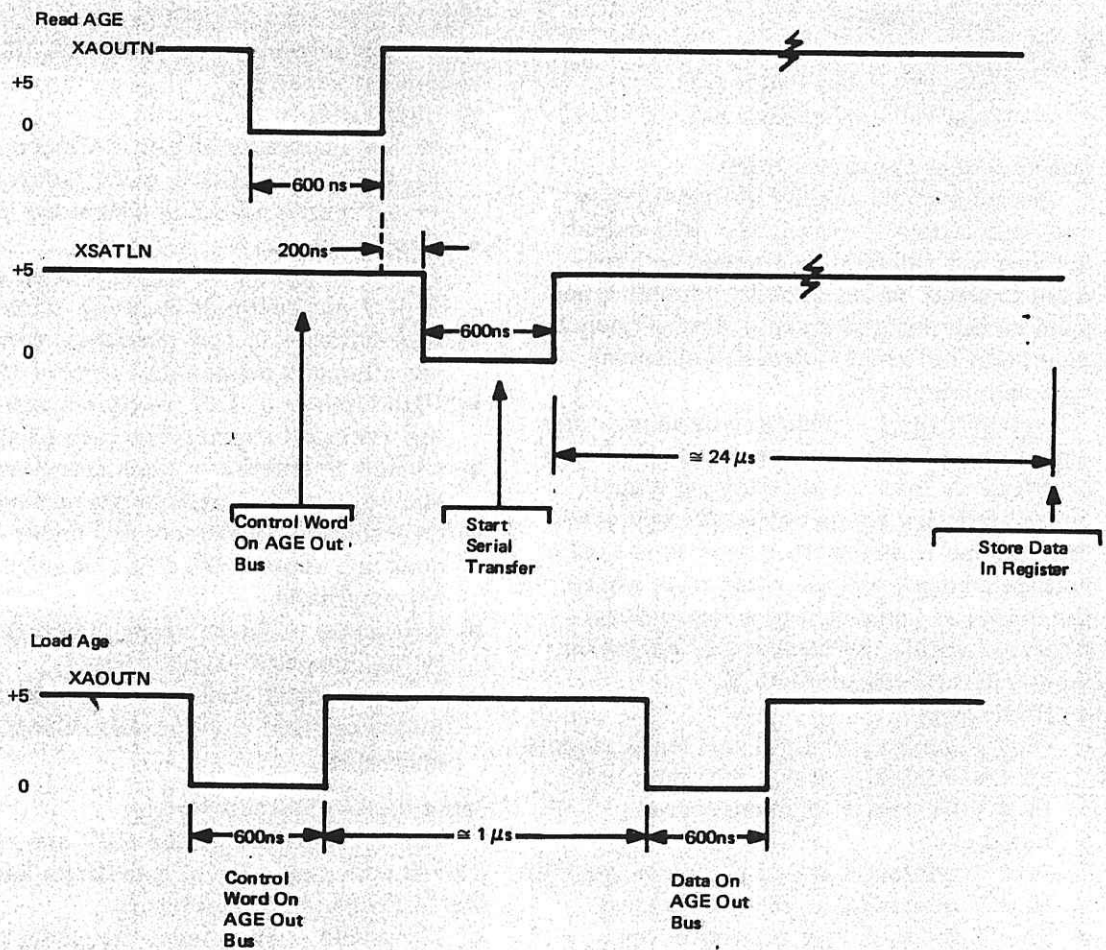 Read AGE
XAOUTN
+5
0
600 ns
XSATLN
200ns
+5
600ns
0
≅ 24 μs
Control Word
On AGE Out
Bus
Start
Serial
Transfer
Store Data
In Register
Load Age
XAOUTN
+5
0
600ns
≅ 1 μs
600ns
Control
Word On
AGE Out
Bus
Data On
AGE Out
Bus